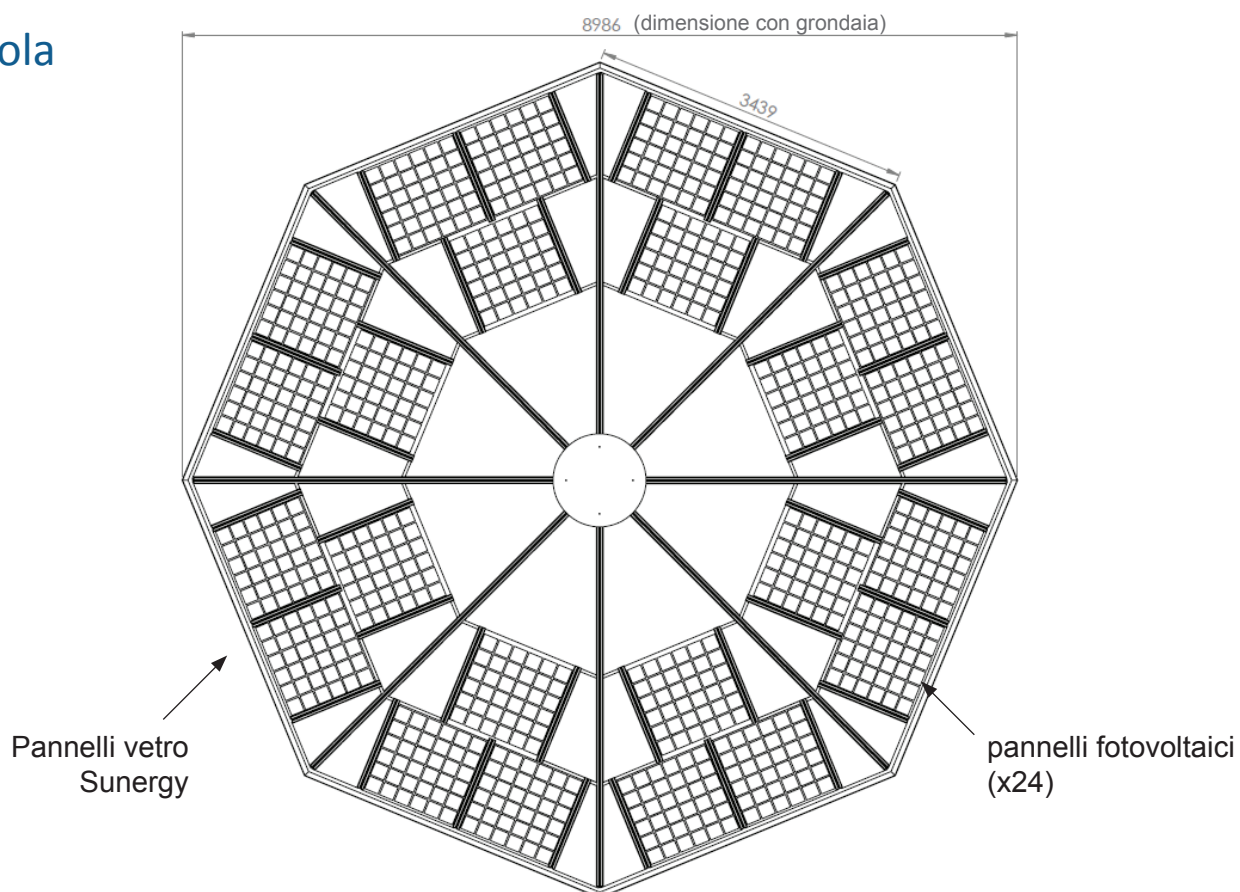 ola
8986 (dimensione con grondaia)
3439
Pannelli vetro
Sunergy
pannelli fotovoltaici
(x24)